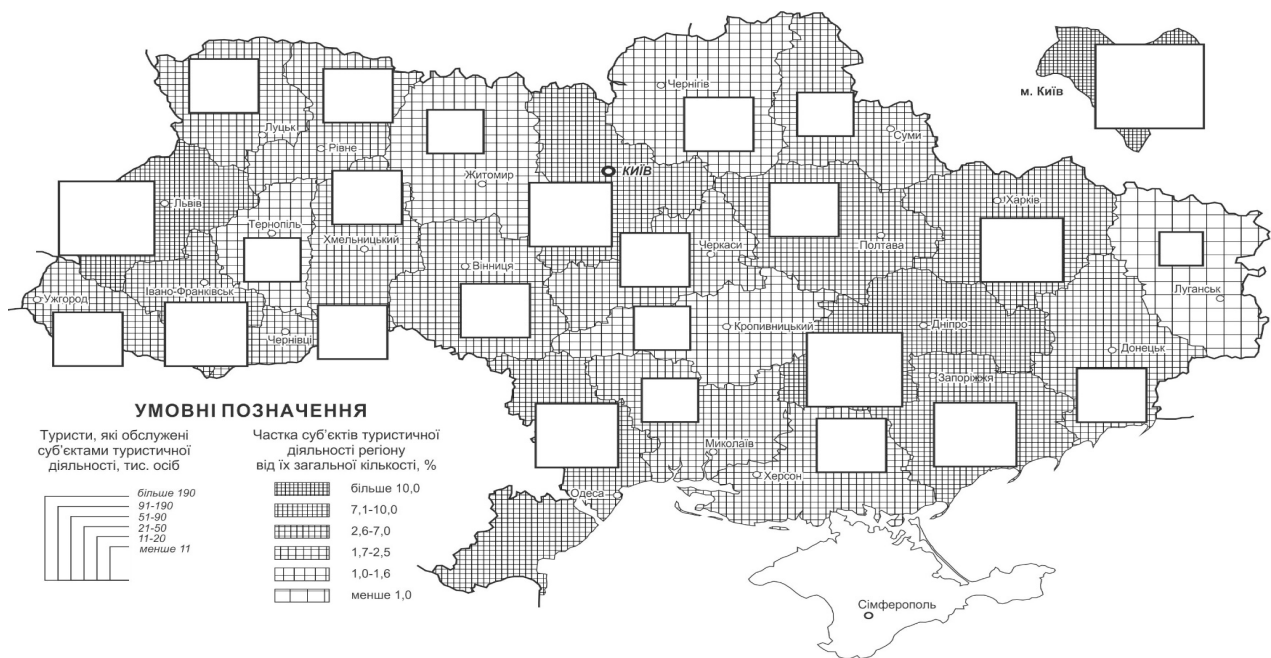 Чернігів
м. Київ
Суми
Луцьк
Рівне
КИЇВ
Житомир
Львів
Харків
Тернопіль
Хмельницький
Черкаси
Полтава
Вінниця
Івано-Франківськ
Ужгород
Луганськ
Чернівці
Кропивницький
Дніпро
Донецьк
Запоріжжя
Миколаїв
Херсон
Одеса
Сімферополь
УМОВНІ ПОЗНАЧЕННЯ
Туристи, які обслужені
суб'єктами туристичної
діяльності, тис. осіб
більше 190
91-190
51-90
21-50
11-20
менше 11
Частка суб'єктів туристичної
діяльності регіону
від їх загальної кількості, %
більше 10,0
7,1-10,0
2,6-7,0
1,7-2,5
1,0-1,6
менше 1,0